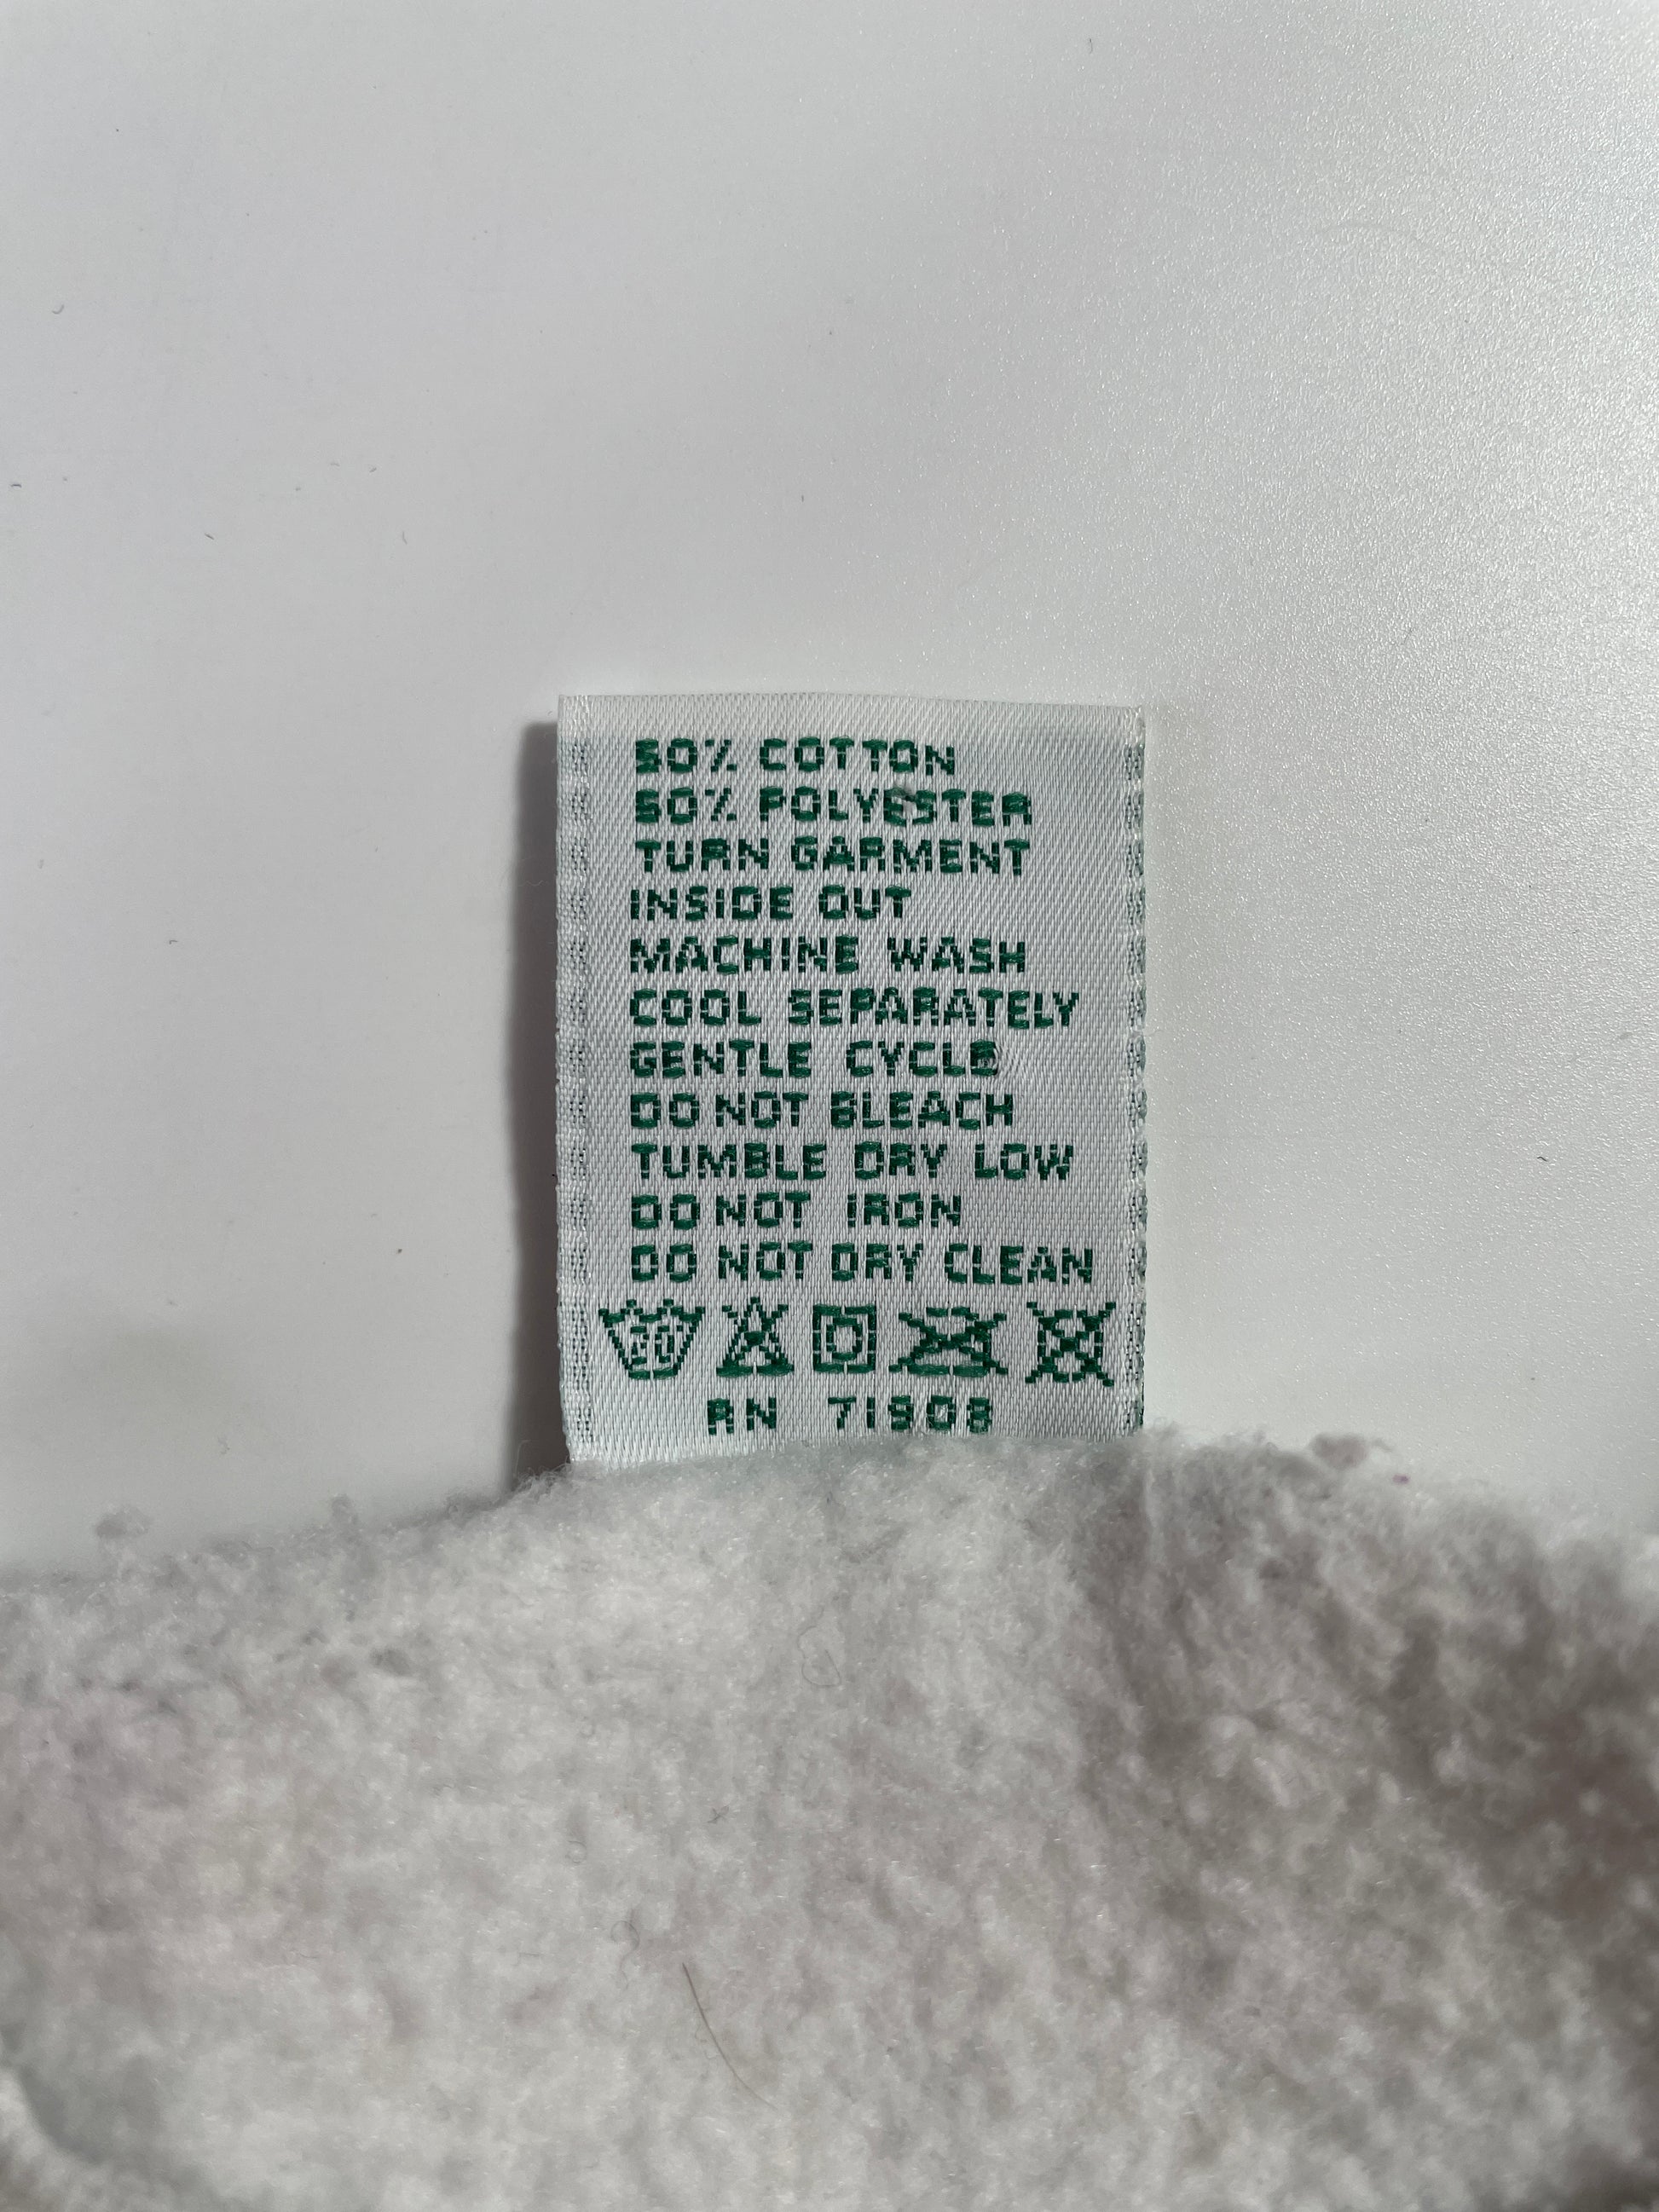 50% COTTON
50% POLYESTER
TURN GARMENT
INSIDE OUT
MACHINE WASH
COOL SEPARATELY
GENTLE CYCLE
DO NOT BLEACH
TUMBLE DRY LOW
DO NOT IRON
DO NOT DRY CLEAN
30
RN 71908